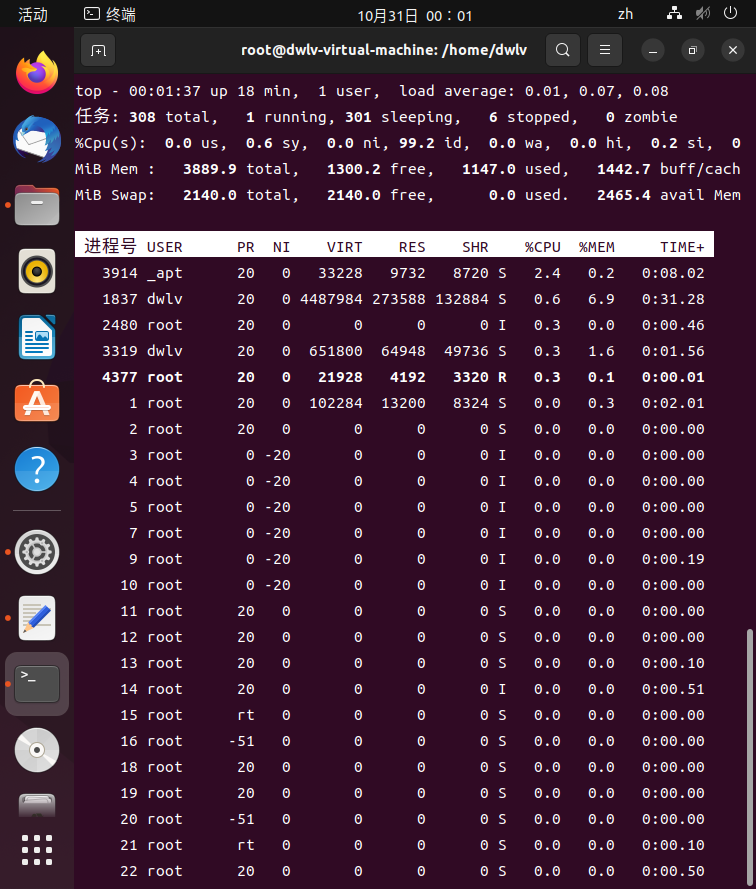 活动 终端 10月31日 00：01 zh
root@dwlv-virtual-machine: /home/dwlv
top - 00:01:37 up 18 min,  1 user,  load average: 0.01, 0.07, 0.08
任务: 308 total,   1 running, 301 sleeping,   6 stopped,   0 zombie
%Cpu(s):  0.0 us,  0.6 sy,  0.0 ni, 99.2 id,  0.0 wa,  0.0 hi,  0.2 si,  0
MiB Mem :   3889.9 total,   1300.2 free,   1147.0 used,   1442.7 buff/cach
MiB Swap:   2140.0 total,   2140.0 free,      0.0 used.   2465.4 avail Mem
进程号 USER      PR  NI    VIRT    RES    SHR    %CPU  %MEM     TIME+
3914 _apt      20   0   33228   9732   8720 S   2.4   0.2   0:08.02
1837 dwlv      20   0 4487984 273588 132884 S   0.6   6.9   0:31.28
2480 root      20   0       0      0      0 I   0.3   0.0   0:00.46
3319 dwlv      20   0  651800  64948  49736 S   0.3   1.6   0:01.56
4377 root      20   0   21928   4192   3320 R   0.3   0.1   0:00.01
1 root      20   0  102284  13200   8324 S   0.0   0.3   0:02.01
2 root      20   0       0      0      0 S   0.0   0.0   0:00.00
3 root       0 -20       0      0      0 I   0.0   0.0   0:00.00
4 root       0 -20       0      0      0 I   0.0   0.0   0:00.00
5 root       0 -20       0      0      0 I   0.0   0.0   0:00.00
7 root       0 -20       0      0      0 I   0.0   0.0   0:00.00
9 root       0 -20       0      0      0 I   0.0   0.0   0:00.19
10 root       0 -20       0      0      0 I   0.0   0.0   0:00.00
11 root      20   0       0      0      0 S   0.0   0.0   0:00.00
12 root      20   0       0      0      0 S   0.0   0.0   0:00.00
13 root      20   0       0      0      0 S   0.0   0.0   0:00.10
14 root      20   0       0      0      0 I   0.0   0.0   0:00.51
15 root      rt   0       0      0      0 S   0.0   0.0   0:00.00
16 root     -51   0       0      0      0 S   0.0   0.0   0:00.00
18 root      20   0       0      0      0 S   0.0   0.0   0:00.00
19 root      20   0       0      0      0 S   0.0   0.0   0:00.00
20 root     -51   0       0      0      0 S   0.0   0.0   0:00.00
21 root      rt   0       0      0      0 S   0.0   0.0   0:00.10
22 root      20   0       0      0      0 S   0.0   0.0   0:00.50